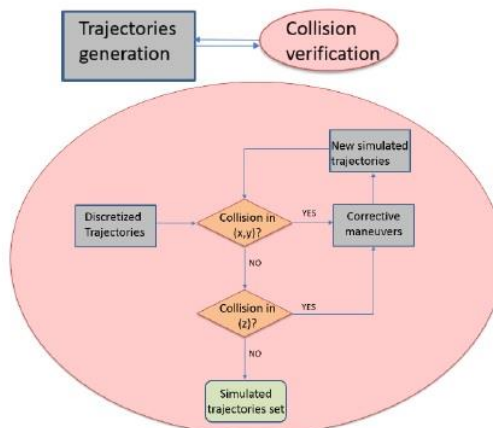 Trajectories
generation
Collision
verification
New simulated
trajectories
Discretized
Trajectories
Collision in
(x,y)?
YES
Corrective
maneuvers
NO
Collision in
(z)?
YES
NO
Simulated
trajectories set